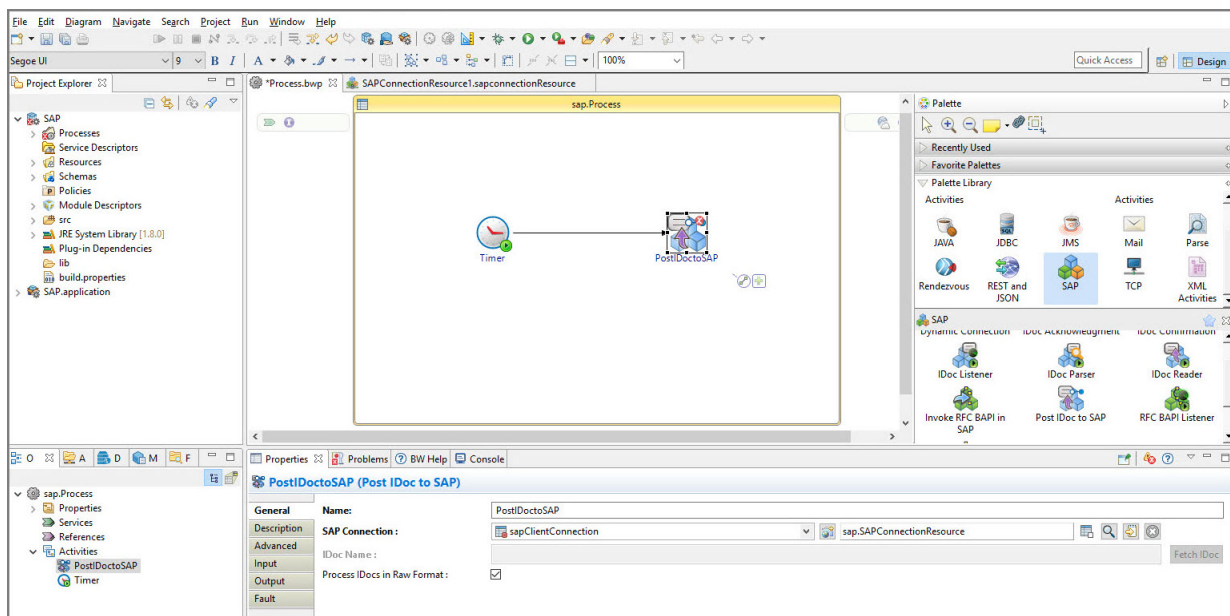 File Edit Diagram Navigate Search Project Run Window Help
Segoe UI 9 B I A 100% Quick Access Design
Project Explorer
*Process.bwp SAPConnectionResource1.sapconnectionResource
SAP
Processes
Service Descriptors
Resources
Schemas
Policies
Module Descriptors
src
JRE System Library [1.8.0]
Plug-in Dependencies
lib
build.properties
SAP.application
sap.Process
Timer
PostIDoctoSAP
Palette
Recently Used
Favorite Palettes
Palette Library
Activities Activities
JAVA JDBC JMS Mail Parse
Rendezvous REST and JSON SAP TCP XML Activities
SAP
Dynamic Connection IDoc Acknowledgment IDoc Confirmation
IDoc Listener IDoc Parser IDoc Reader
Invoke RFC BAPI in SAP Post IDoc to SAP RFC BAPI Listener
O A D M F
sap.Process
Properties
Services
References
Activities
PostIDoctoSAP
Timer
Properties Problems BW Help Console
PostIDoctoSAP (Post IDoc to SAP)
General
Description
Advanced
Input
Output
Fault
Name: PostIDoctoSAP
SAP Connection : sapClientConnection sap.SAPConnectionResource
IDoc Name : Fetch IDoc
Process IDocs in Raw Format :